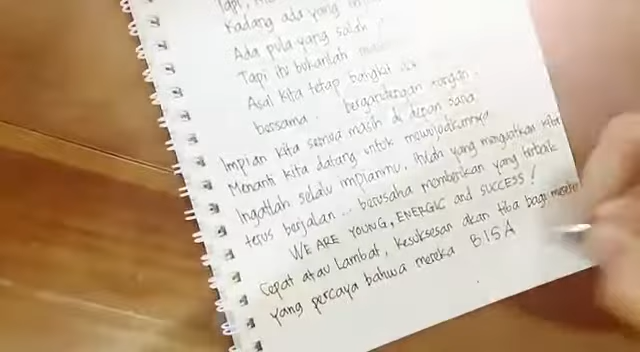 Tapi,
Kadang ada yang
Ada pula yang salah
Tapi itu bukanlah
Asal kita tetap bangkit
bersama. bergandengan tangan.
Impian kita semua masih di depan sana.
Menanti kita datang untuk mewujudkannya
Ingatlah selalu impianmu. Itulah yang menguatkan
terus berjalan... berusaha memberikan yang terbaik
WE ARE YOUNG, ENERGIC and SUCCESS!
Cepat atau Lambat, kesuksesan akan tiba bagi
yang percaya bahwa mereka BISA